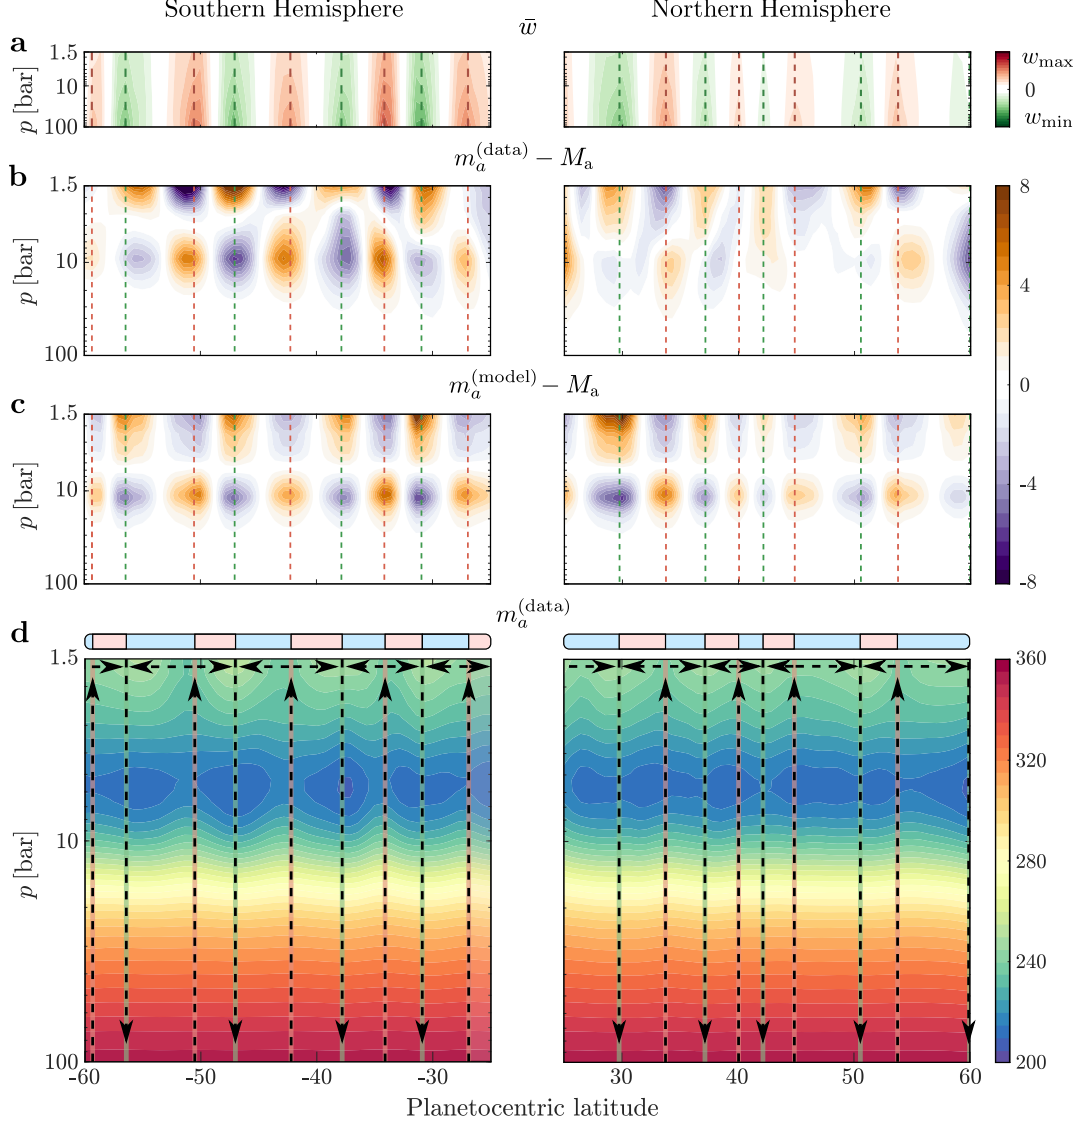 Southern Hemisphere Northern Hemisphere
w̄
a
1.5
10
100
p [bar]
w_max
0
w_min
m_a^(data) − M_a
b
1.5
10
100
p [bar]
8
4
0
-4
-8
m_a^(model) − M_a
c
1.5
10
100
p [bar]
m_a^(data)
d
1.5
10
100
p [bar]
360
320
280
240
200
-60 -50 -40 -30 30 40 50 60
Planetocentric latitude